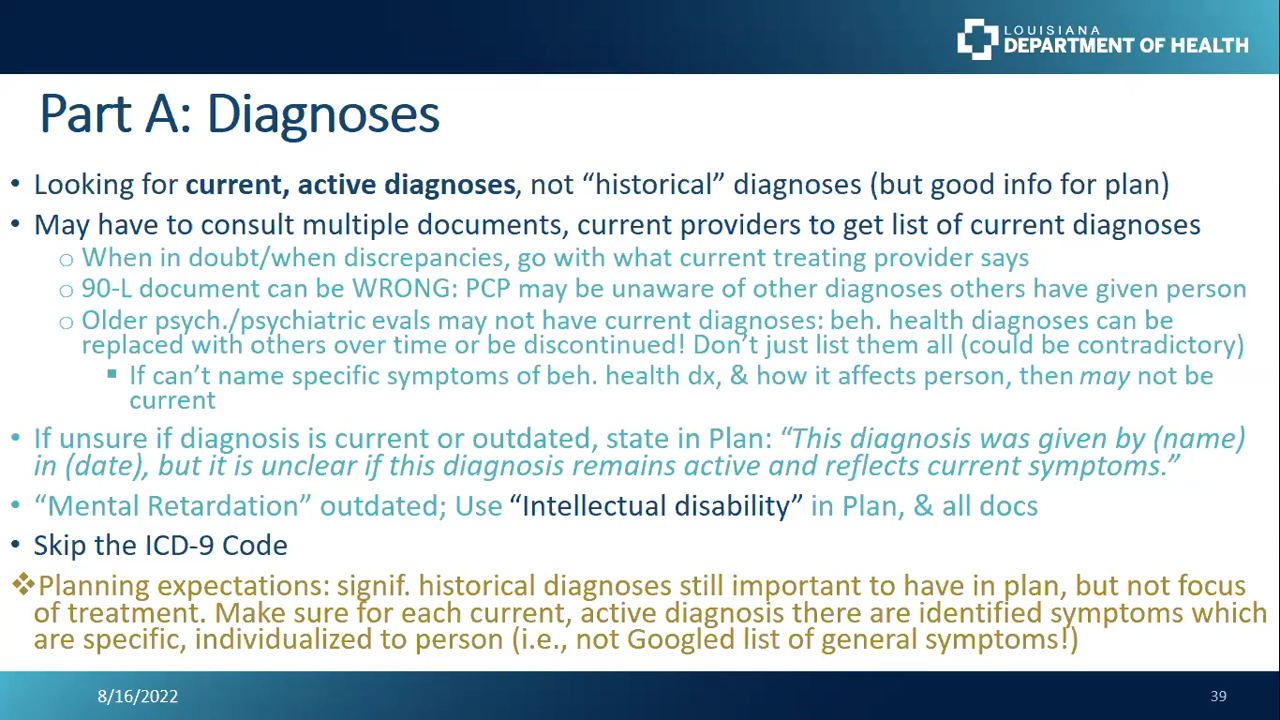 LOUISIANA
DEPARTMENT OF HEALTH
Part A: Diagnoses
• Looking for current, active diagnoses, not “historical” diagnoses (but good info for plan)
• May have to consult multiple documents, current providers to get list of current diagnoses
o When in doubt/when discrepancies, go with what current treating provider says
o 90-L document can be WRONG: PCP may be unaware of other diagnoses others have given person
o Older psych./psychiatric evals may not have current diagnoses: beh. health diagnoses can be
replaced with others over time or be discontinued! Don’t just list them all (could be contradictory)
▪ If can’t name specific symptoms of beh. health dx, & how it affects person, then may not be
current
• If unsure if diagnosis is current or outdated, state in Plan: “This diagnosis was given by (name)
in (date), but it is unclear if this diagnosis remains active and reflects current symptoms.”
• “Mental Retardation” outdated; Use “Intellectual disability” in Plan, & all docs
• Skip the ICD-9 Code
❖Planning expectations: signif. historical diagnoses still important to have in plan, but not focus
of treatment. Make sure for each current, active diagnosis there are identified symptoms which
are specific, individualized to person (i.e., not Googled list of general symptoms!)
8/16/2022
39